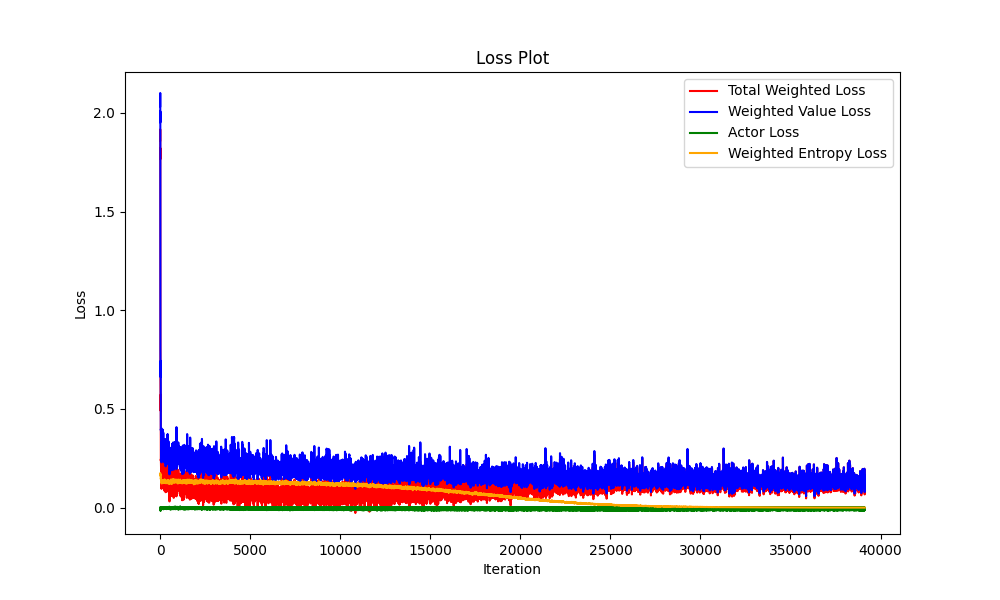 Loss Plot
Total Weighted Loss
Weighted Value Loss
Actor Loss
Weighted Entropy Loss
2.0
1.5
1.0
0.5
0.0
Loss
0 5000 10000 15000 20000 25000 30000 35000 40000
Iteration